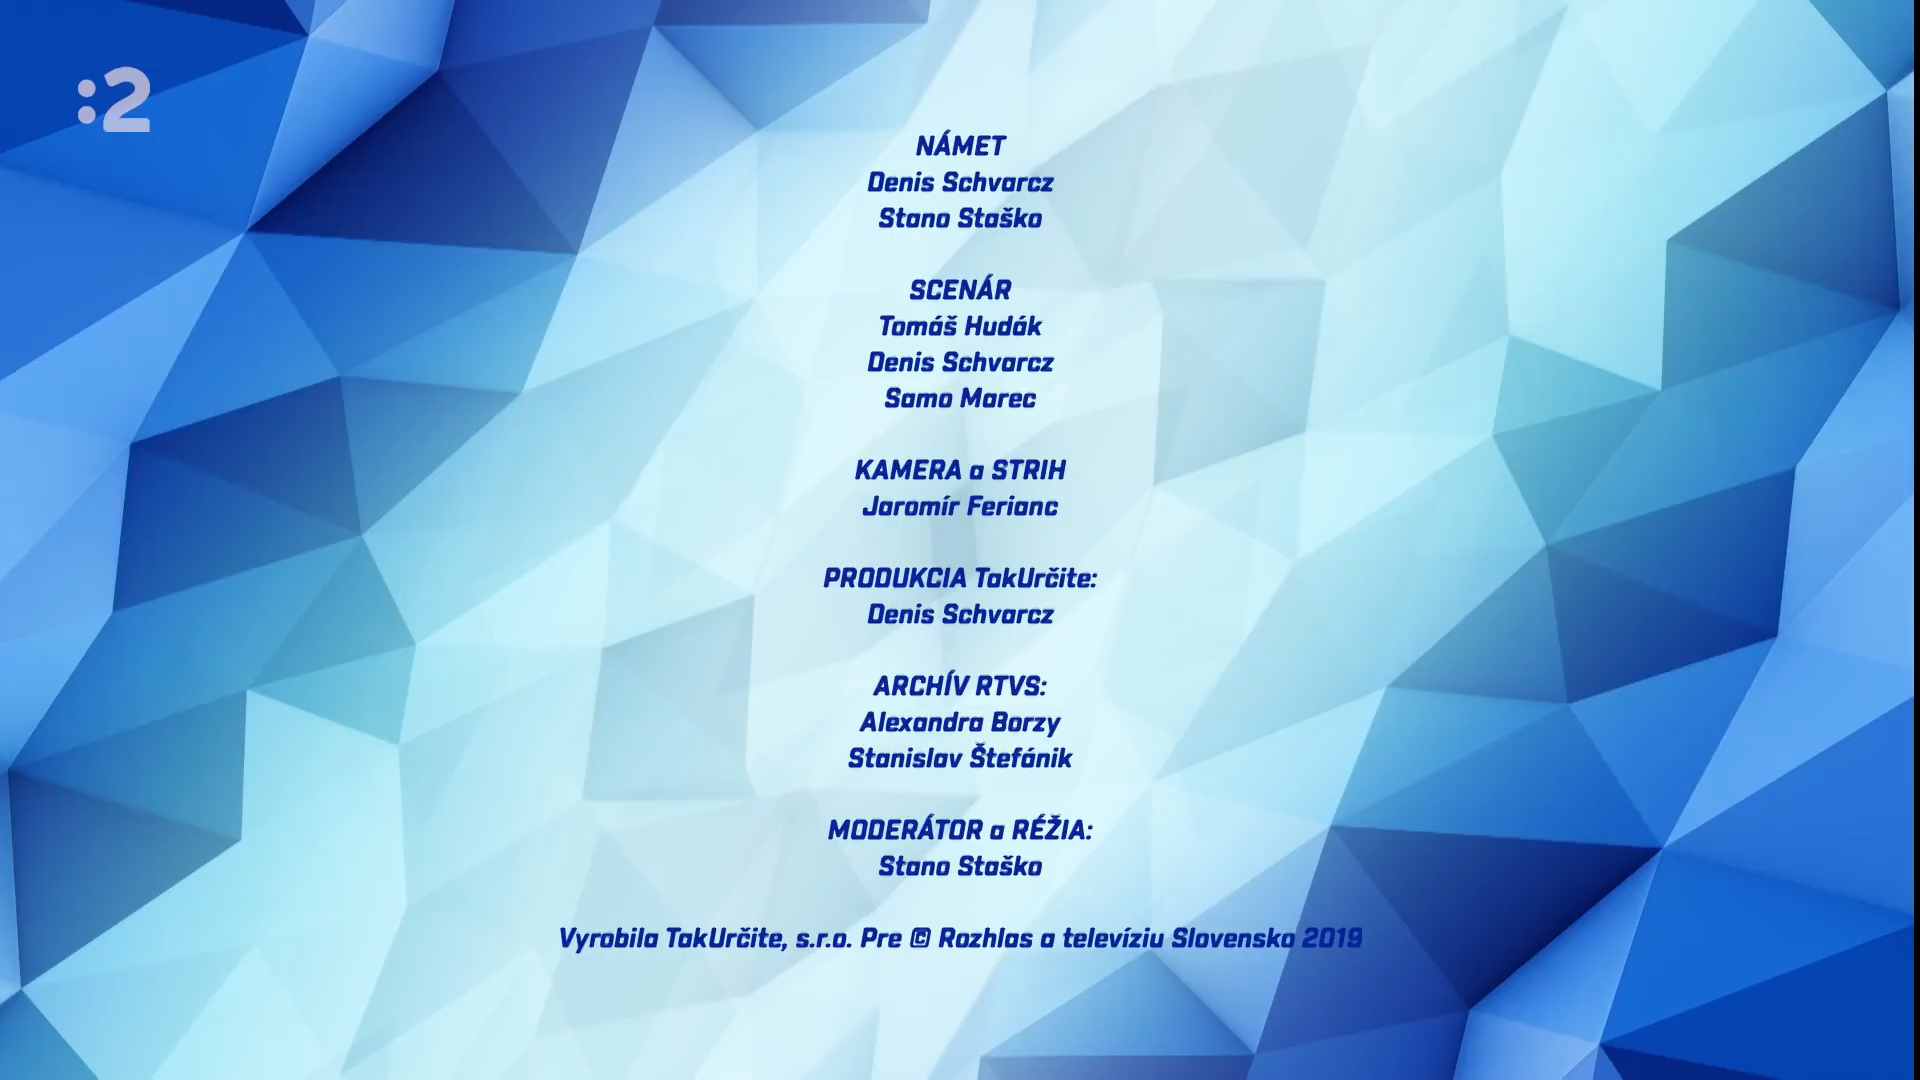 :2
NÁMET
Denis Schvarcz
Stano Staško
SCENÁR
Tomáš Hudák
Denis Schvarcz
Samo Marec
KAMERA a STRIH
Jaromír Ferianc
PRODUKCIA TakUrčite:
Denis Schvarcz
ARCHÍV RTVS:
Alexandra Borzy
Stanislav Štefánik
MODERÁTOR a RÉŽIA:
Stano Staško
Vyrobila TakUrčite, s.r.o. Pre © Rozhlas a televíziu Slovenska 2019